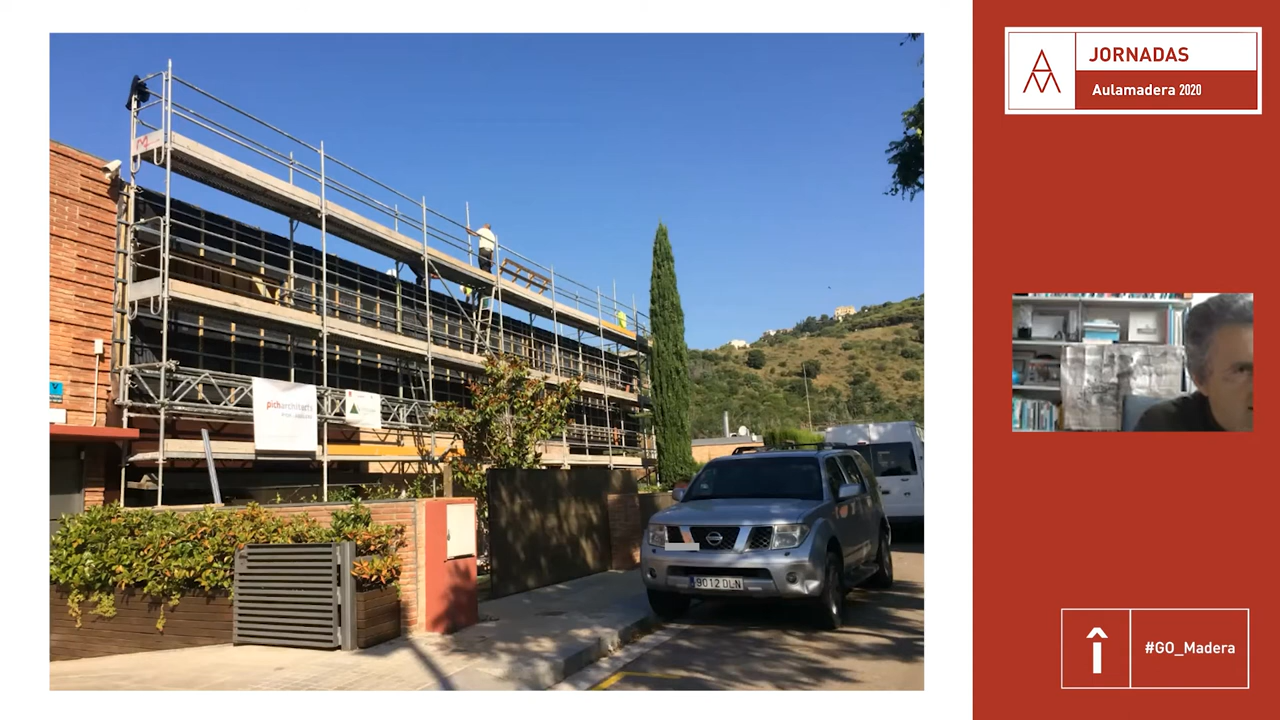 JORNADAS
Aulamadera 2020
picharchitects
9012 DLN
#GO_Madera